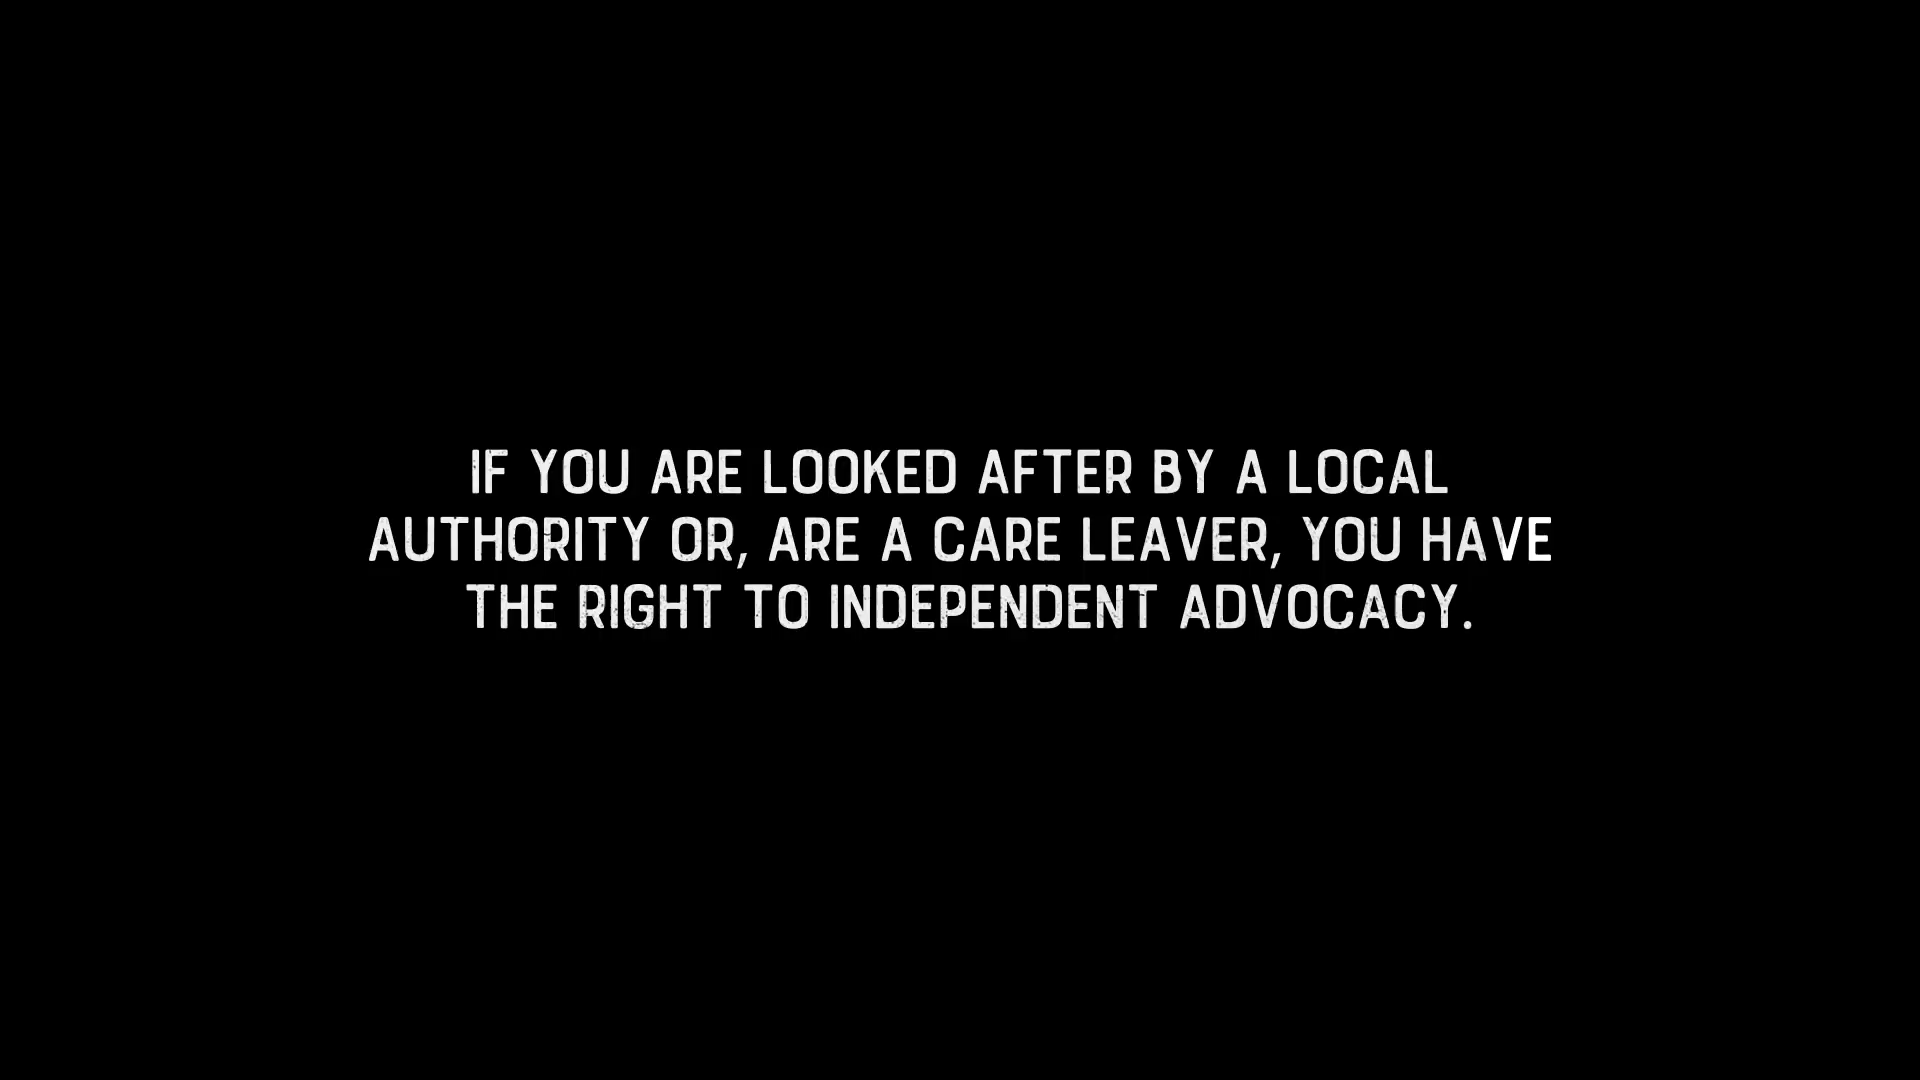 IF YOU ARE LOOKED AFTER BY A LOCAL
AUTHORITY OR, ARE A CARE LEAVER, YOU HAVE
THE RIGHT TO INDEPENDENT ADVOCACY.